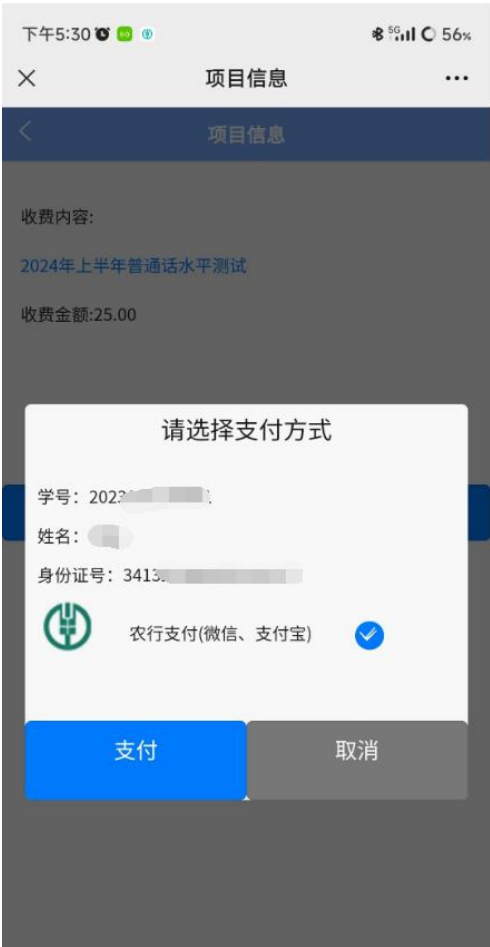 下午5:30
5G 56%
项目信息
项目信息
收费内容:
2024年上半年普通话水平测试
收费金额:25.00
请选择支付方式
学号: 202
姓名:
身份证号: 3413
农行支付(微信、支付宝)
支付
取消